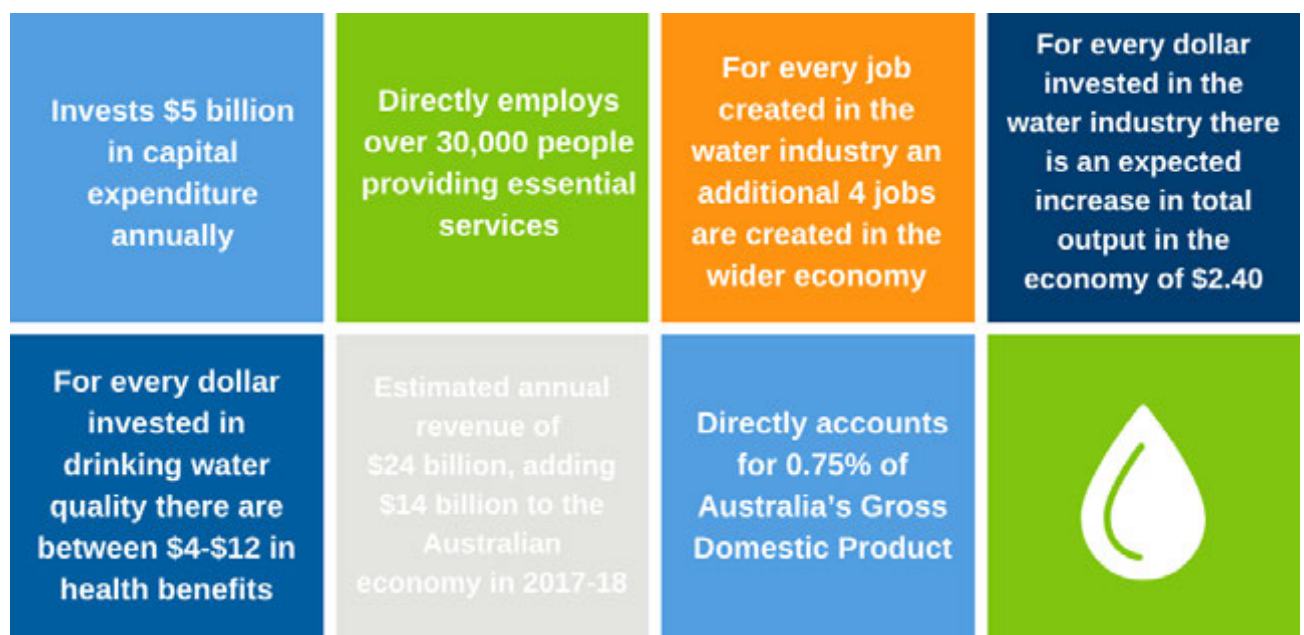 Invests $5 billion
in capital
expenditure
annually
Directly employs
over 30,000 people
providing essential
services
For every job
created in the
water industry an
additional 4 jobs
are created in the
wider economy
For every dollar
invested in the
water industry there
is an expected
increase in total
output in the
economy of $2.40
For every dollar
invested in
drinking water
quality there are
between $4-$12 in
health benefits
Estimated annual
revenue of
$24 billion, adding
$14 billion to the
Australian
economy in 2017-18
Directly accounts
for 0.75% of
Australia’s Gross
Domestic Product